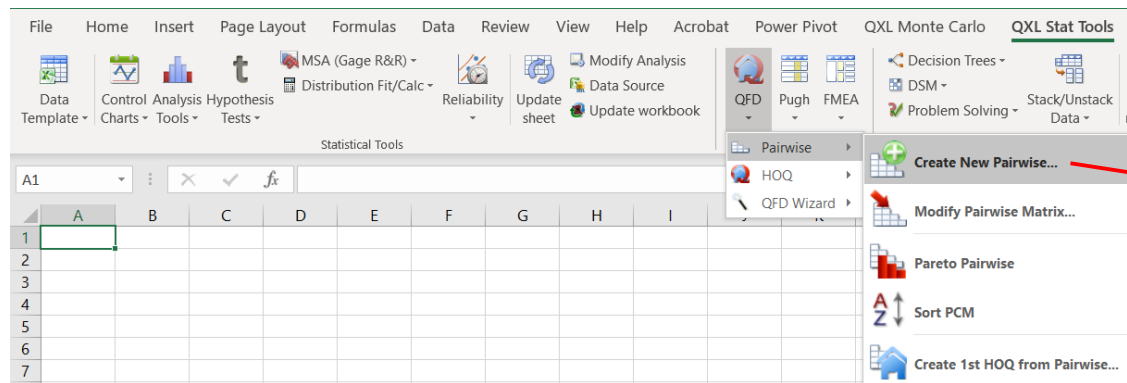 File Home Insert Page Layout Formulas Data Review View Help Acrobat Power Pivot QXL Monte Carlo QXL Stat Tools
Data Template
Control Charts
Analysis Tools
t
Hypothesis Tests
MSA (Gage R&R)
Distribution Fit/Calc
Reliability
Update sheet
Modify Analysis
Data Source
Update workbook
Statistical Tools
QFD
Pugh
FMEA
Decision Trees
DSM
Problem Solving
Stack/Unstack Data
Pairwise
HOQ
QFD Wizard
Create New Pairwise...
Modify Pairwise Matrix...
Pareto Pairwise
A Z
Sort PCM
Create 1st HOQ from Pairwise...
A1
fx
A B C D E F G H I
1
2
3
4
5
6
7